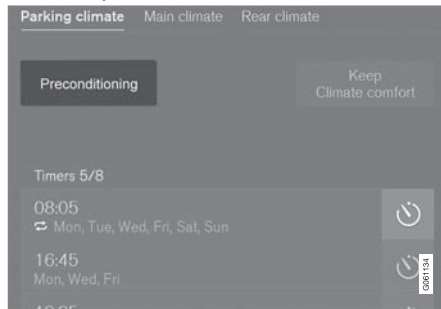 Parking climate Main climate Rear climate
Preconditioning
Keep
Climate comfort
Timers 5/8
08:05
Mon, Tue, Wed, Fri, Sat, Sun
16:45
Mon, Wed, Fri
G061134